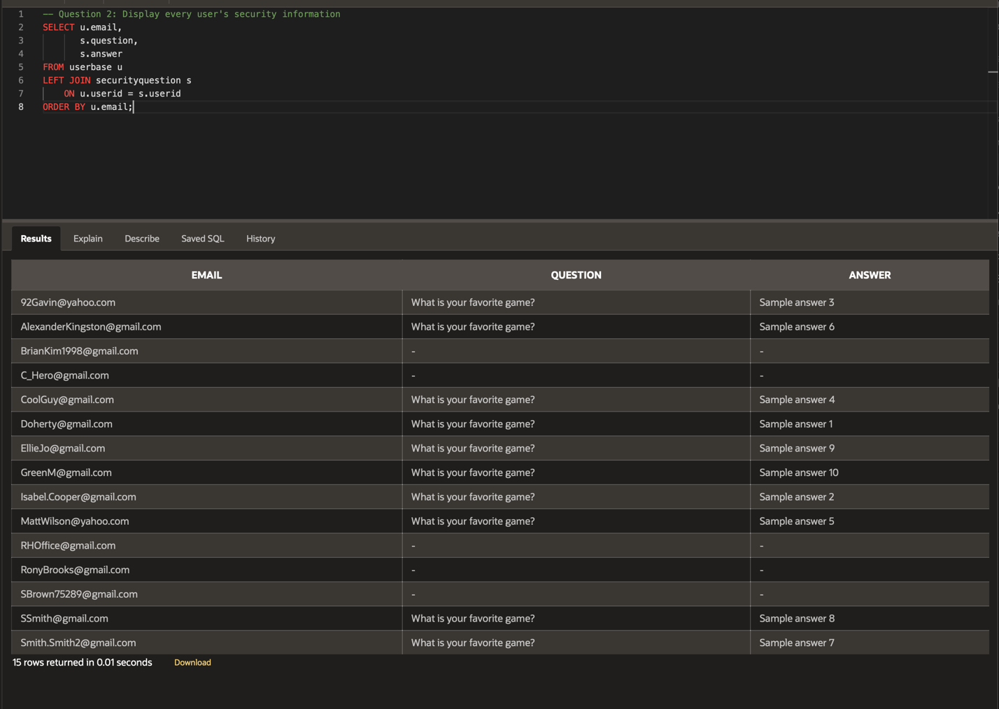 1 -- Question 2: Display every user's security information
2 SELECT u.email,
3 s.question,
4 s.answer
5 FROM userbase u
6 LEFT JOIN securityquestion s
7 ON u.userid = s.userid
8 ORDER BY u.email;
Results Explain Describe Saved SQL History
EMAIL QUESTION ANSWER
92Gavin@yahoo.com What is your favorite game? Sample answer 3
AlexanderKingston@gmail.com What is your favorite game? Sample answer 6
BrianKim1998@gmail.com - -
C_Hero@gmail.com - -
CoolGuy@gmail.com What is your favorite game? Sample answer 4
Doherty@gmail.com What is your favorite game? Sample answer 1
EllieJo@gmail.com What is your favorite game? Sample answer 9
GreenM@gmail.com What is your favorite game? Sample answer 10
Isabel.Cooper@gmail.com What is your favorite game? Sample answer 2
MattWilson@yahoo.com What is your favorite game? Sample answer 5
RHOffice@gmail.com - -
RonyBrooks@gmail.com - -
SBrown75289@gmail.com - -
SSmith@gmail.com What is your favorite game? Sample answer 8
Smith.Smith2@gmail.com What is your favorite game? Sample answer 7
15 rows returned in 0.01 seconds Download